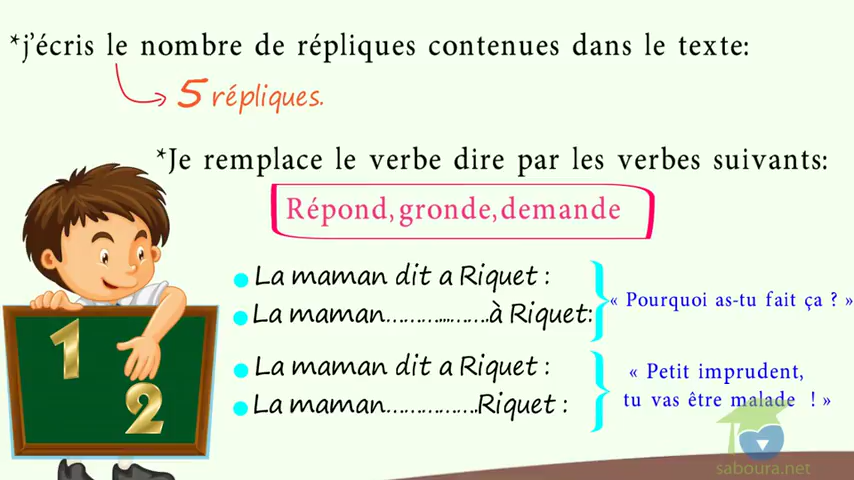 *j'écris le nombre de répliques contenues dans le texte:
5 répliques.
*Je remplace le verbe dire par les verbes suivants:
Répond,gronde,demande
La maman dit a Riquet :
La maman....................à Riquet:
« Pourquoi as-tu fait ça ? »
La maman dit a Riquet :
La maman................Riquet :
« Petit imprudent,
tu vas être malade ! »
1
2
saboura.net